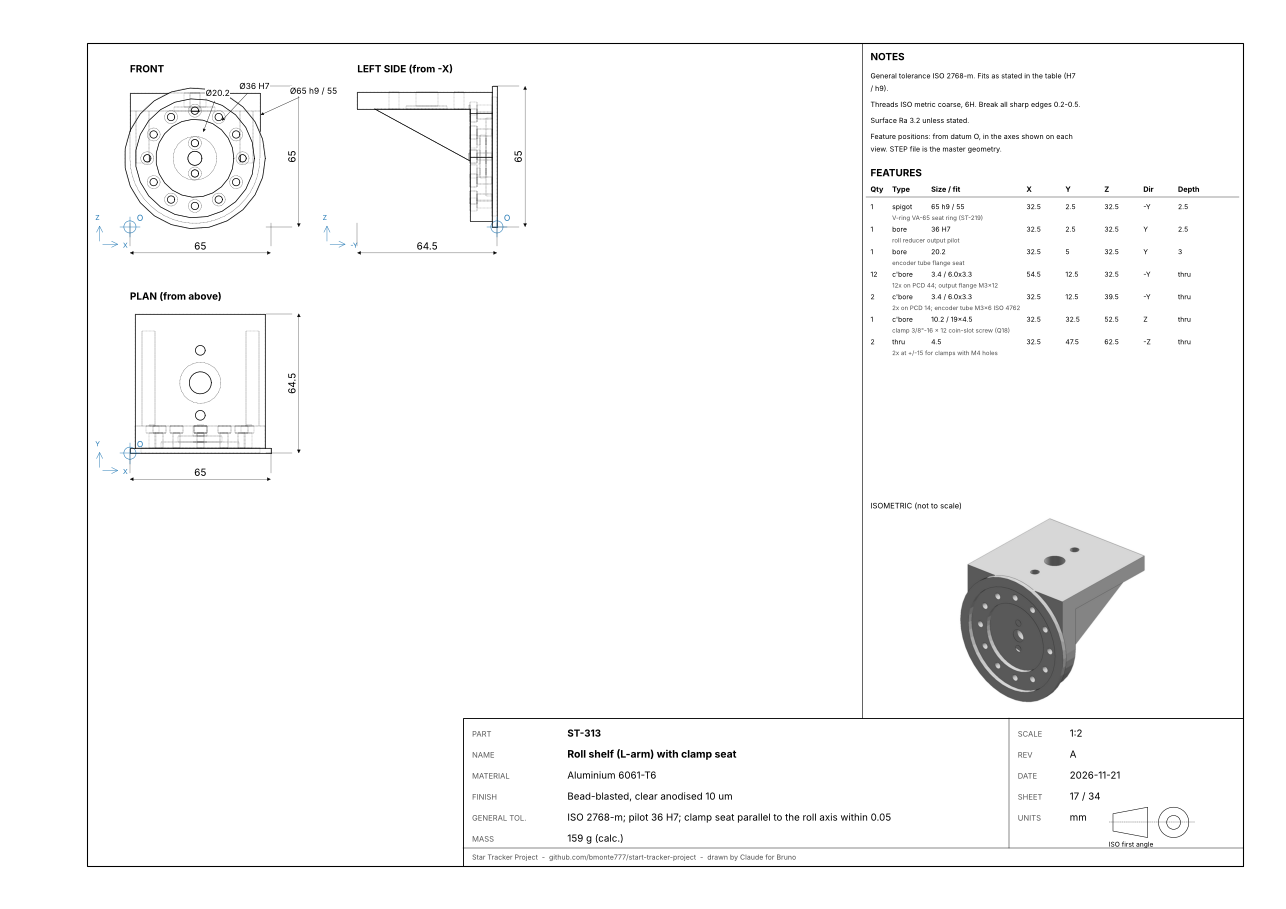 FRONT
Ø20.2
Ø36 H7
Ø65 h9 / 55
65
Z
O
X
65
LEFT SIDE (from -X)
65
Z
O
-Y
64.5
PLAN (from above)
64.5
Y
O
X
65
NOTES
General tolerance ISO 2768-m. Fits as stated in the table (H7
/ h9).
Threads ISO metric coarse, 6H. Break all sharp edges 0.2-0.5.
Surface Ra 3.2 unless stated.
Feature positions: from datum O, in the axes shown on each
view. STEP file is the master geometry.
FEATURES
Qty Type Size / fit X Y Z Dir Depth
1 spigot 65 h9 / 55 32.5 2.5 32.5 -Y 2.5
V-ring VA-65 seat ring (ST-219)
1 bore 36 H7 32.5 2.5 32.5 Y 2.5
roll reducer output pilot
1 bore 20.2 32.5 5 32.5 Y 3
encoder tube flange seat
12 c'bore 3.4 / 6.0x3.3 54.5 12.5 32.5 -Y thru
12x on PCD 44; output flange M3×12
2 c'bore 3.4 / 6.0x3.3 32.5 12.5 39.5 -Y thru
2x on PCD 14; encoder tube M3×6 ISO 4762
1 c'bore 10.2 / 19×4.5 32.5 32.5 52.5 Z thru
clamp 3/8"-16 × 12 coin-slot screw (Q18)
2 thru 4.5 32.5 47.5 62.5 -Z thru
2x at +/-15 for clamps with M4 holes
ISOMETRIC (not to scale)
PART ST-313
NAME Roll shelf (L-arm) with clamp seat
MATERIAL Aluminium 6061-T6
FINISH Bead-blasted, clear anodised 10 um
GENERAL TOL. ISO 2768-m; pilot 36 H7; clamp seat parallel to the roll axis within 0.05
MASS 159 g (calc.)
SCALE 1:2
REV A
DATE 2026-11-21
SHEET 17 / 34
UNITS mm
ISO first angle
Star Tracker Project - github.com/bmonte777/start-tracker-project - drawn by Claude for Bruno